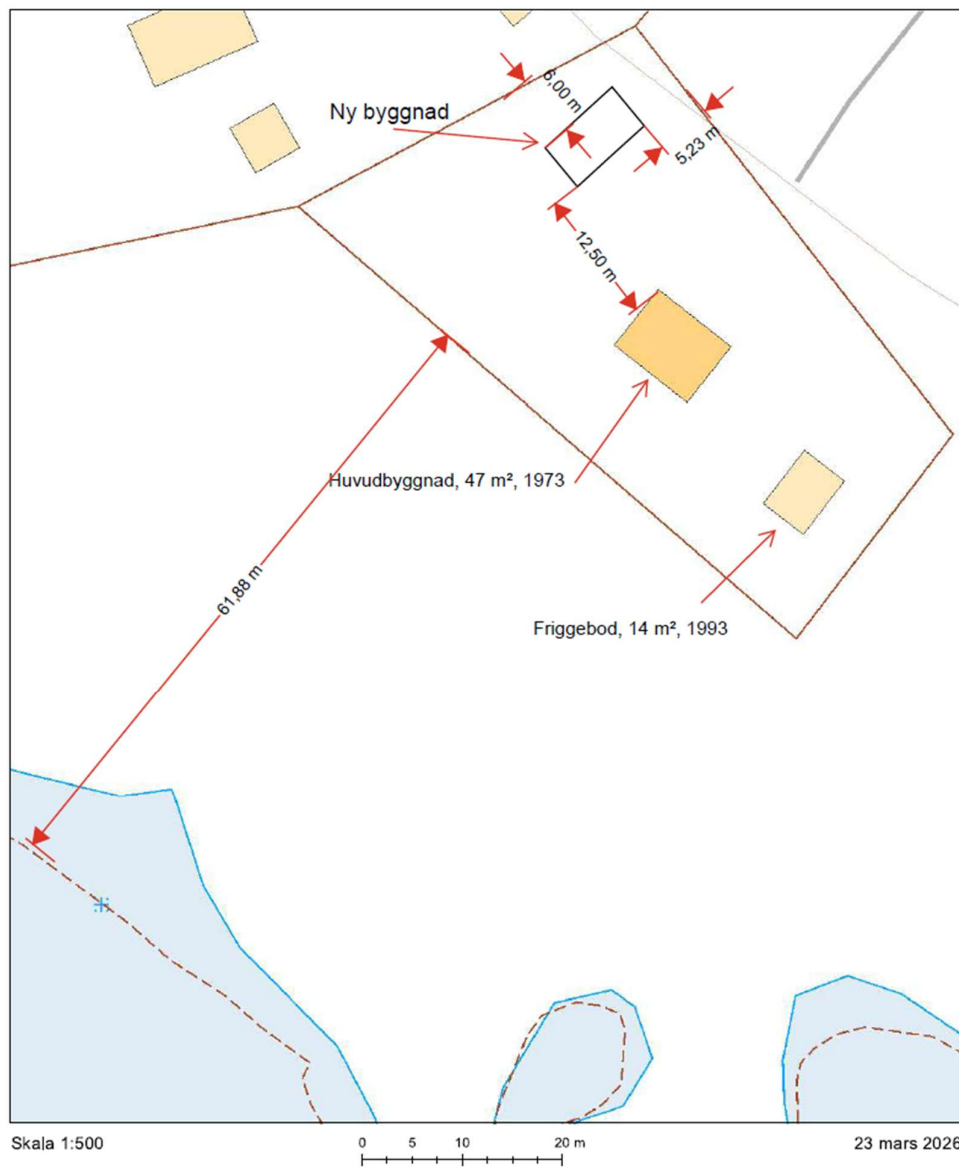 6,00 m
Ny byggnad
5,23 m
12,50 m
Huvudbyggnad, 47 m², 1973
61,88 m
Friggebod, 14 m², 1993
Skala 1:500
0 5 10 20 m
23 mars 2026